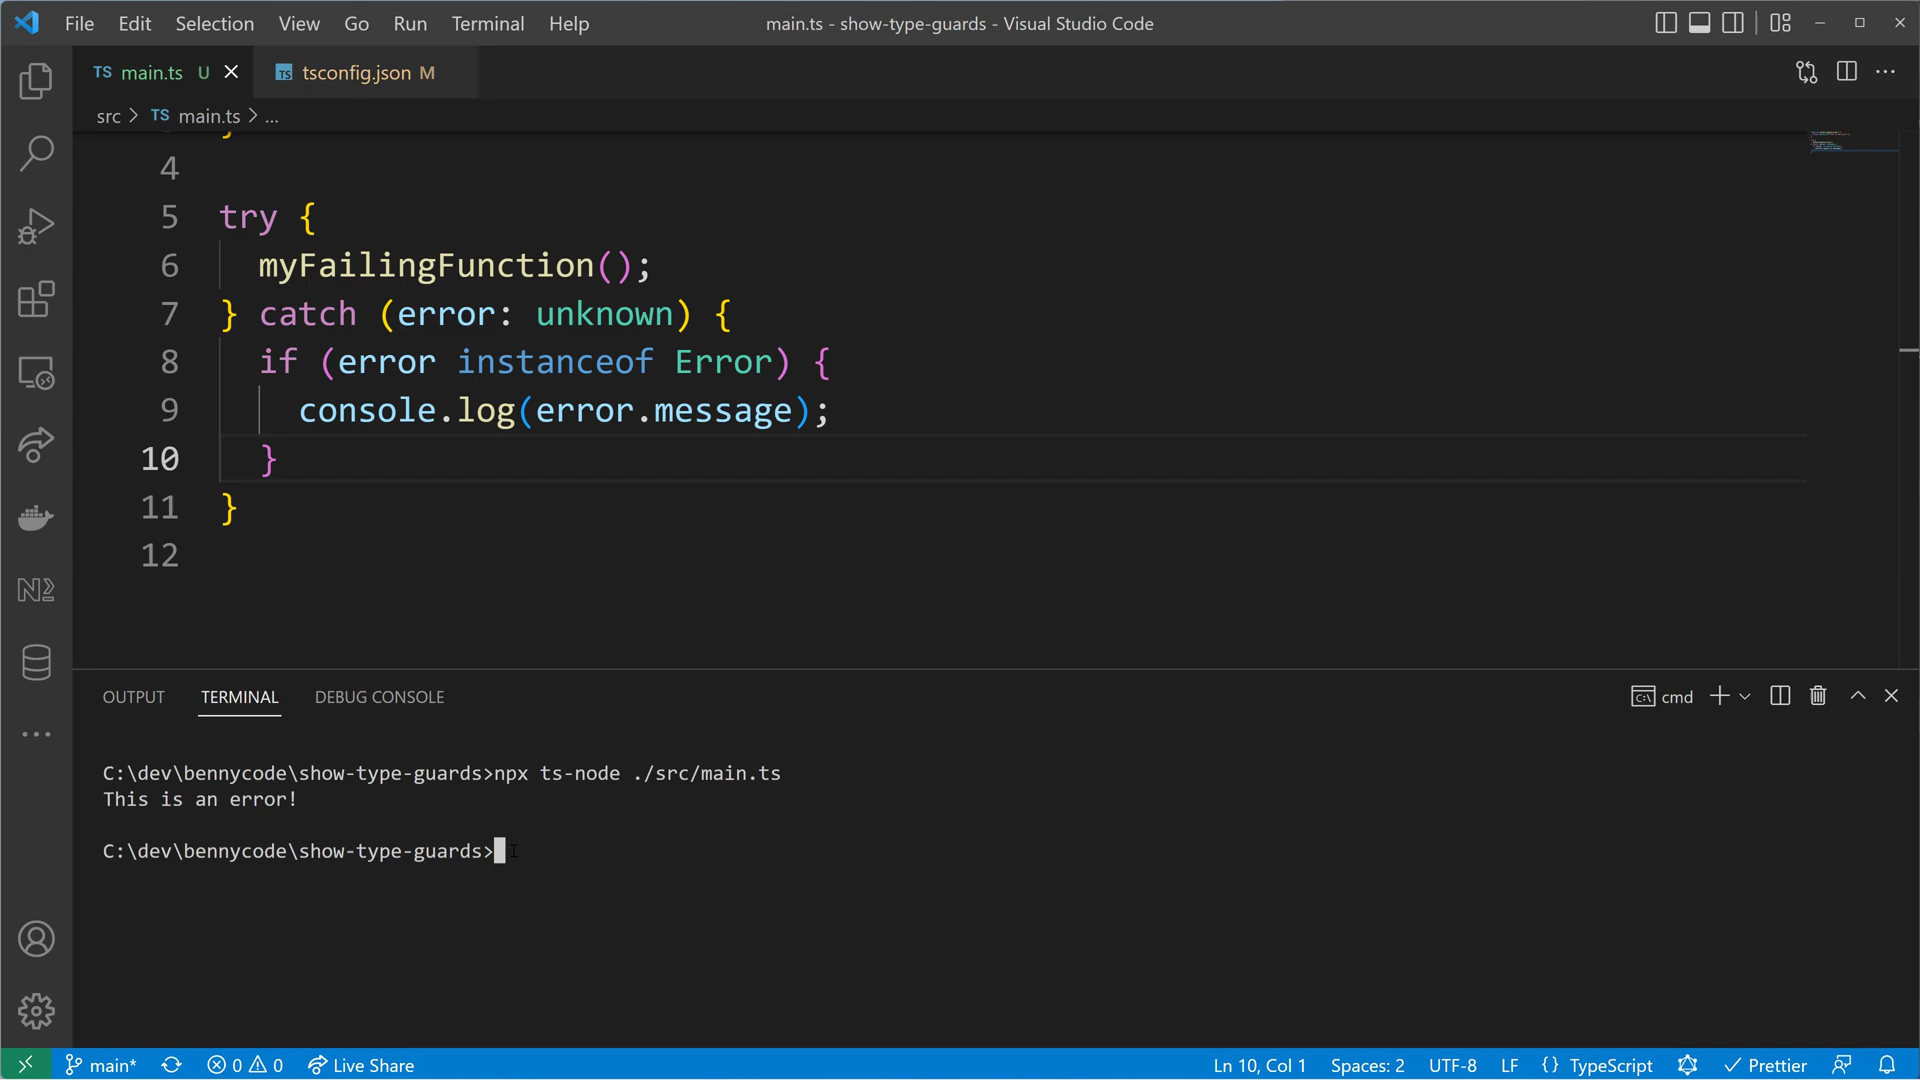 File Edit Selection View Go Run Terminal Help main.ts - show-type-guards - Visual Studio Code
TS main.ts U TS tsconfig.json M
src > TS main.ts > ...
}
4
5 try {
6 myFailingFunction();
7 } catch (error: unknown) {
8 if (error instanceof Error) {
9 console.log(error.message);
10 }
11 }
12
OUTPUT TERMINAL DEBUG CONSOLE cmd
C:\dev\bennycode\show-type-guards>npx ts-node ./src/main.ts
This is an error!
C:\dev\bennycode\show-type-guards>
main* 0 0 Live Share Ln 10, Col 1 Spaces: 2 UTF-8 LF {} TypeScript Prettier